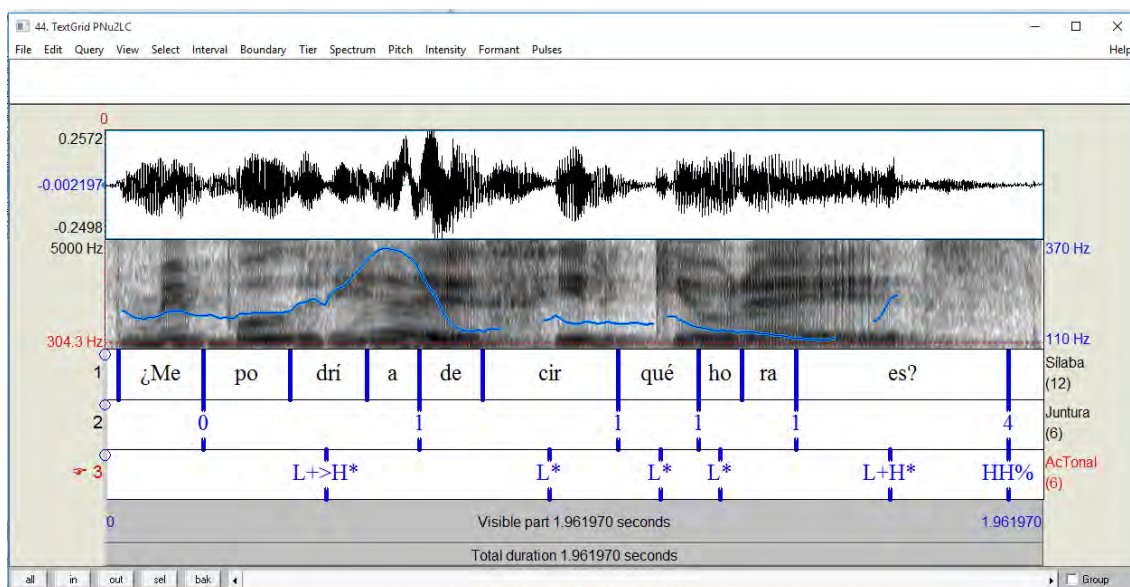 44. TextGrid PNu2LC
File Edit Query View Select Interval Boundary Tier Spectrum Pitch Intensity Formant Pulses Help
0
0.2572
-0.002197
-0.2498
5000 Hz 370 Hz
304.3 Hz 110 Hz
1 ¿Me po drí a de cir qué ho ra es? Sílaba (12)
2 0 1 1 1 1 4 Juntura (6)
3 L+>H* L* L* L* L+H* HH% AcTonal (6)
0 Visible part 1.961970 seconds 1.961970
Total duration 1.961970 seconds
all in out sel bak Group